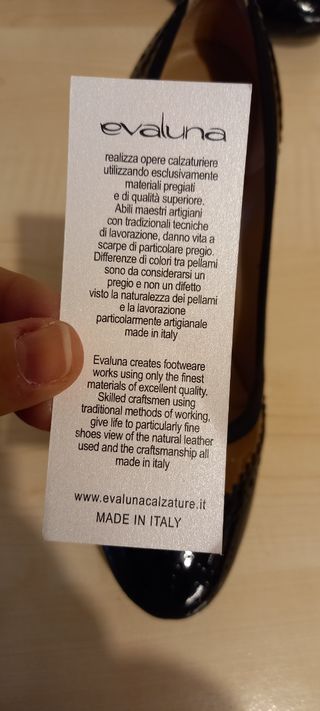 evaluna
realizza opere calzaturiere
utilizzando esclusivamente
materiali pregiati
e di qualità superiore.
Abili maestri artigiani
con tradizionali tecniche
di lavorazione, danno vita a
scarpe di particolare pregio.
Differenze di colori tra pellami
sono da considerarsi un
pregio e non un difetto
visto la naturalezza dei pellami
e la lavorazione
particolarmente artigianale
made in italy
Evaluna creates footweare
works using only the finest
materials of excellent quality.
Skilled craftsmen using
traditional methods of working,
give life to particularly fine
shoes view of the natural leather
used and the craftsmanship all
made in italy
www.evalunacalzature.it
MADE IN ITALY